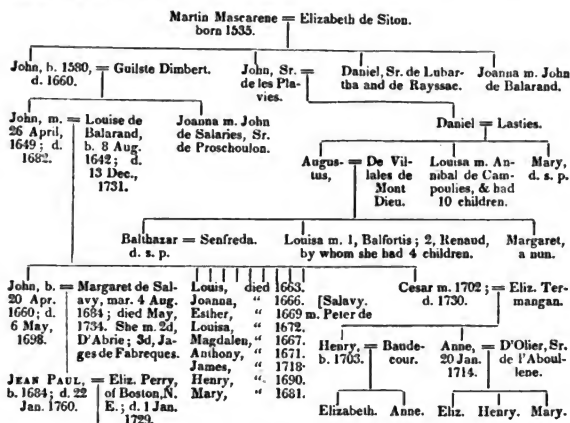 Martin Mascarene = Elizabeth de Siton.
born 1535.
John, b. 1580, = Guilste Dimbert.
d. 1660.
John, Sr. =
de les Pla-
vies.
Daniel, Sr. de Lubar-
tha and de Rayssac.
Joanna m. John
de Balarand.
John, m. =
26 April,
1649; d.
1682.
Louise de
Balarand,
b. 8 Aug.
1642; d.
13 Dec.,
1731.
Joanna m. John
de Salaries, Sr.
de Proschoulon.
Daniel = Lasties.
Augus- =
tus,
De Vil-
lales de
Mont
Dieu.
Louisa m. An-
nibal de Cam-
poulies, & had
10 children.
Mary,
d. s. p.
Balthazar = Senfreda.
d. s. p.
Louisa m. 1, Balfortis; 2, Renaud,
by whom she had 4 children.
Margaret,
a nun.
John, b. =
20 Apr.
1660; d.
6 May,
1698.
Margaret de Sal-
avy, mar. 4 Aug.
1684; died May,
1734. She m. 2d,
D'Abrie; 3d, Ja-
ges de Fabreques.
Louis, died 1663.
Joanna, " 1666. [Salavy.
Esther, " 1669 m. Peter de
Louisa, " 1672.
Magdalen, " 1667.
Anthony, " 1671.
James, " 1718.
Henry, " 1690.
Mary, " 1681.
Cesar m. 1702; = Eliz. Ter-
d. 1730. mangan.
Henry, =
b. 1703.
Baude-
cour.
Anne, =
20 Jan.
1714.
D'Olier, Sr.
de l'Aboul-
lene.
JEAN PAUL, =
b. 1684; d. 22
Jan. 1760.
Eliz. Perry,
of Boston, N.
E.; d. 1 Jan.
1729.
Elizabeth. Anne.
Eliz. Henry. Mary.